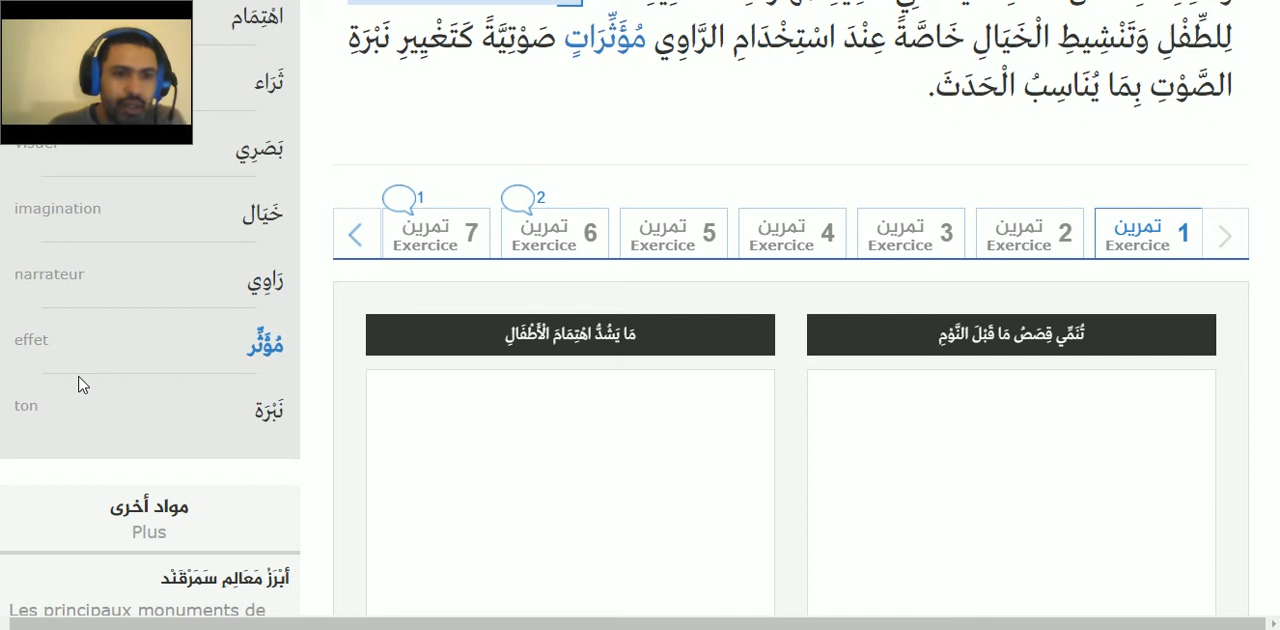 لِلطِّفْلِ وَتَنْشِيطِ الْخَيَالِ خَاصَّةً عِنْدَ اسْتِخْدَامِ الرَّاوِي مُؤَثِّرَاتٍ صَوْتِيَّةً كَتَغْيِيرِ نَبْرَةِ
الصَّوْتِ بِمَا يُنَاسِبُ الْحَدَثَ.
اهْتِمَام
ثَرَاء
بَصَرِي
imagination خَيَال
narrateur رَاوِي
effet مُؤَثِّر
ton نَبْرَة
مواد أخرى
Plus
أَبْرَزُ مَعَالِمِ سَمَرْقَنْد
Les principaux monuments de
1 تمرين Exercice
2 تمرين Exercice
3 تمرين Exercice
4 تمرين Exercice
5 تمرين Exercice
6 تمرين Exercice 2
7 تمرين Exercice 1
تُنَمِّي قِصَصُ مَا قَبْلَ النَّوْمِ
مَا يَشُدُّ اهْتِمَامَ الْأَطْفَالِ